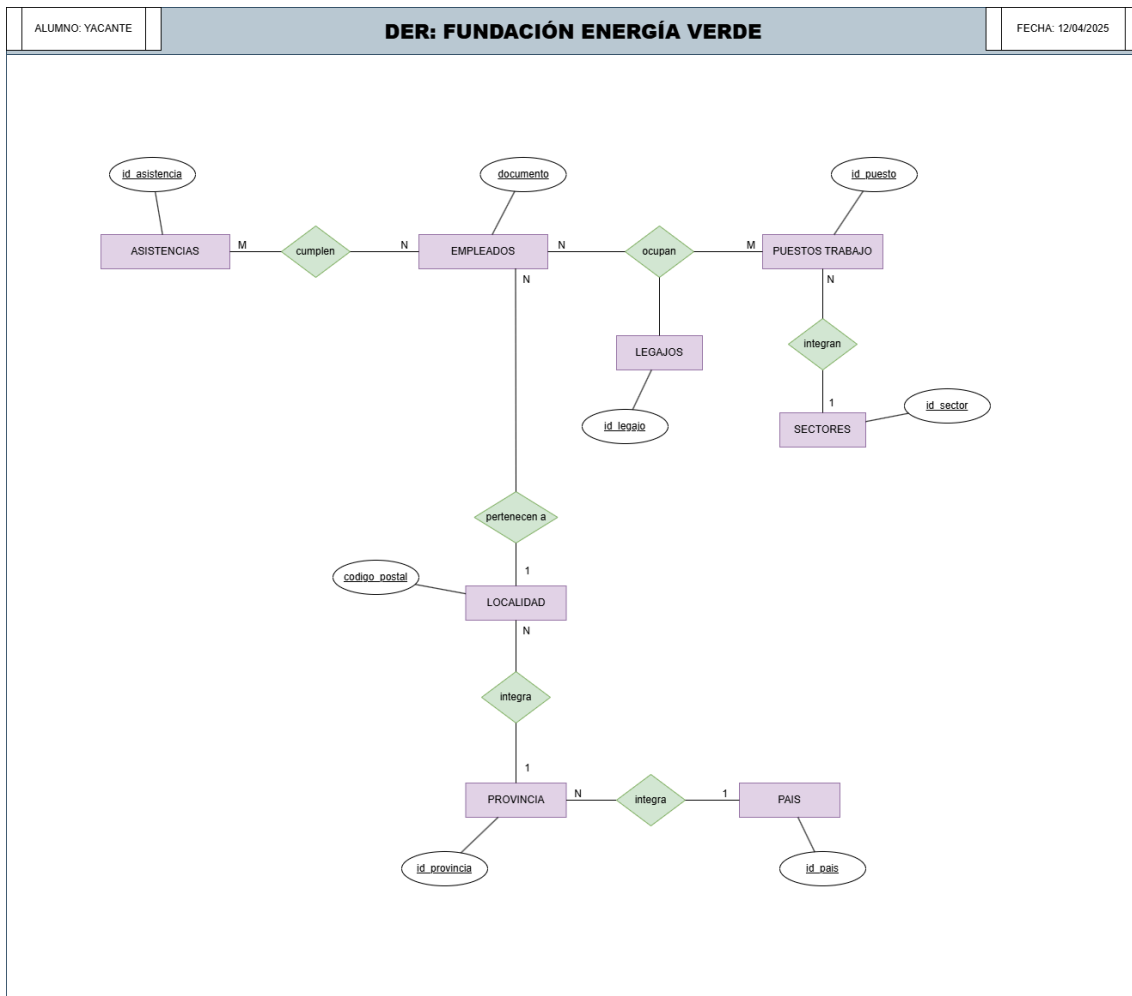 ALUMNO: YACANTE
DER: FUNDACIÓN ENERGÍA VERDE
FECHA: 12/04/2025
id_asistencia
documento
id_puesto
ASISTENCIAS
M
cumplen
N
EMPLEADOS
N
ocupan
M
PUESTOS TRABAJO
N
N
integran
LEGAJOS
1
id_sector
id_legajo
SECTORES
pertenecen a
1
codigo_postal
LOCALIDAD
N
integra
1
PROVINCIA
N
integra
1
PAIS
id_provincia
id_pais